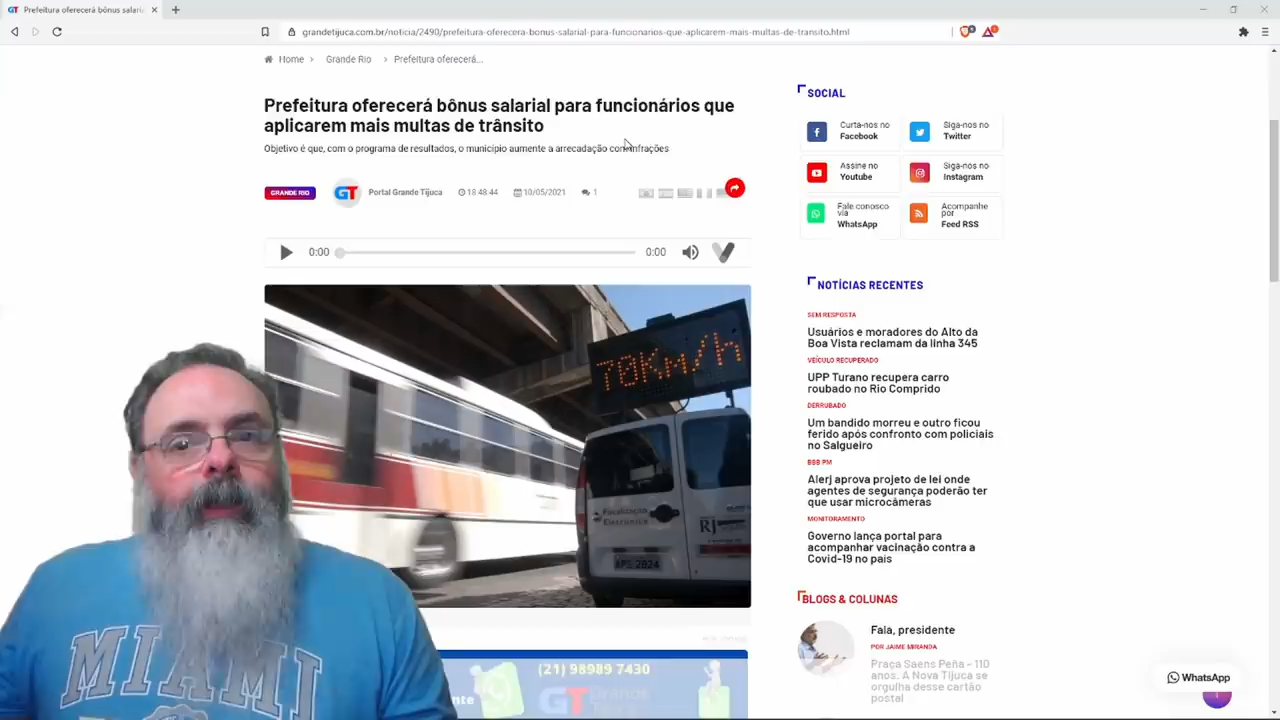 GT Prefeitura oferecerá bônus salari
grandetijuca.com.br/noticia/2490/prefeitura-oferecera-bonus-salarial-para-funcionarios-que-aplicarem-mais-multas-de-transito.html
Home > Grande Rio > Prefeitura oferecerá...
Prefeitura oferecerá bônus salarial para funcionários que
aplicarem mais multas de trânsito
Objetivo é que, com o programa de resultados, o município aumente a arrecadação com infrações
GRANDE RIO
GT
Portal Grande Tijuca
18:48:44
10/05/2021
1
0:00
0:00
70Km/h
Fiscalização
Eletrônica
RJ
(21) 98989 7430
nte
GT
SOCIAL
Curta-nos no
Facebook
Siga-nos no
Twitter
Assine no
Youtube
Siga-nos no
Instagram
Fale conosco
via
WhatsApp
Acompanhe
por
Feed RSS
NOTÍCIAS RECENTES
SEM RESPOSTA
Usuários e moradores do Alto da
Boa Vista reclamam da linha 345
VEÍCULO RECUPERADO
UPP Turano recupera carro
roubado no Rio Comprido
DERRUBADO
Um bandido morreu e outro ficou
ferido após confronto com policiais
no Salgueiro
BBB PM
Alerj aprova projeto de lei onde
agentes de segurança poderão ter
que usar microcâmeras
MONITORAMENTO
Governo lança portal para
acompanhar vacinação contra a
Covid-19 no país
BLOGS & COLUNAS
Fala, presidente
POR JAIME MIRANDA
Praça Saens Peña - 110
anos. A Nova Tijuca se
orgulha desse cartão
postal
WhatsApp